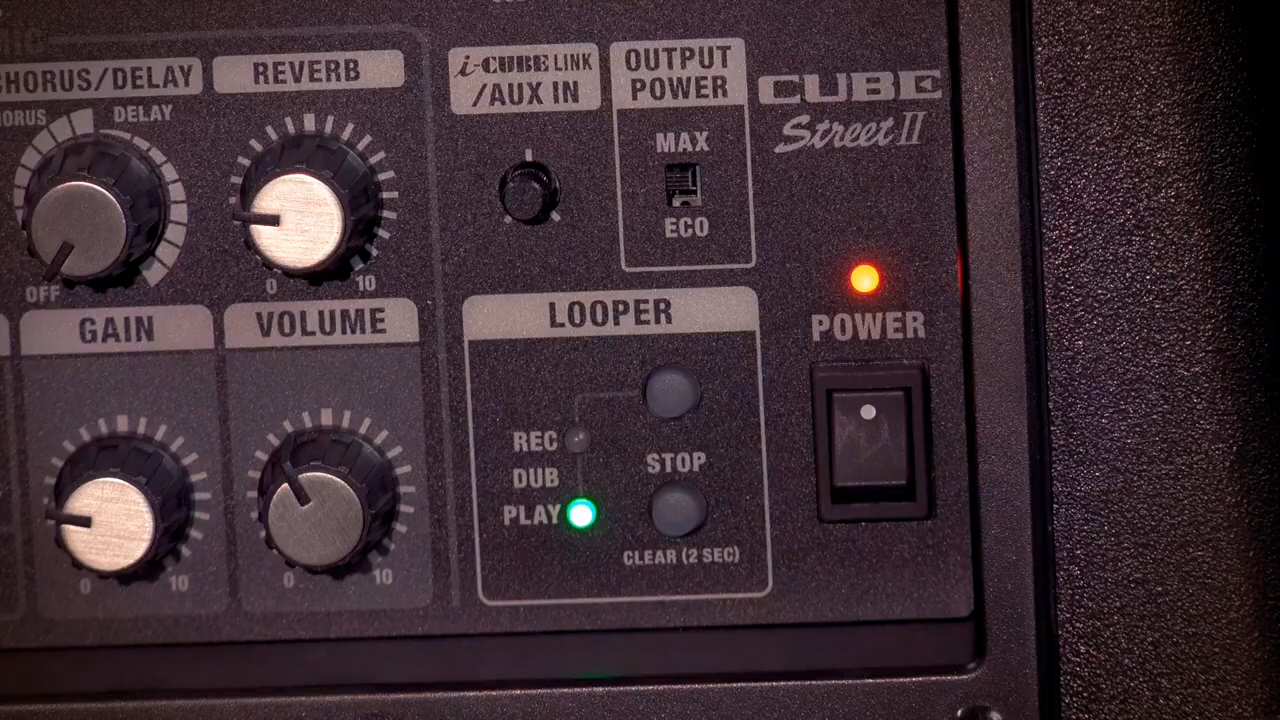 CHORUS/DELAY
DELAY
OFF
REVERB
0 10
i-CUBE LINK
/AUX IN
OUTPUT
POWER
MAX
ECO
CUBE
Street II
GAIN
0 10
VOLUME
0 10
LOOPER
REC
DUB
PLAY
STOP
CLEAR (2 SEC)
POWER